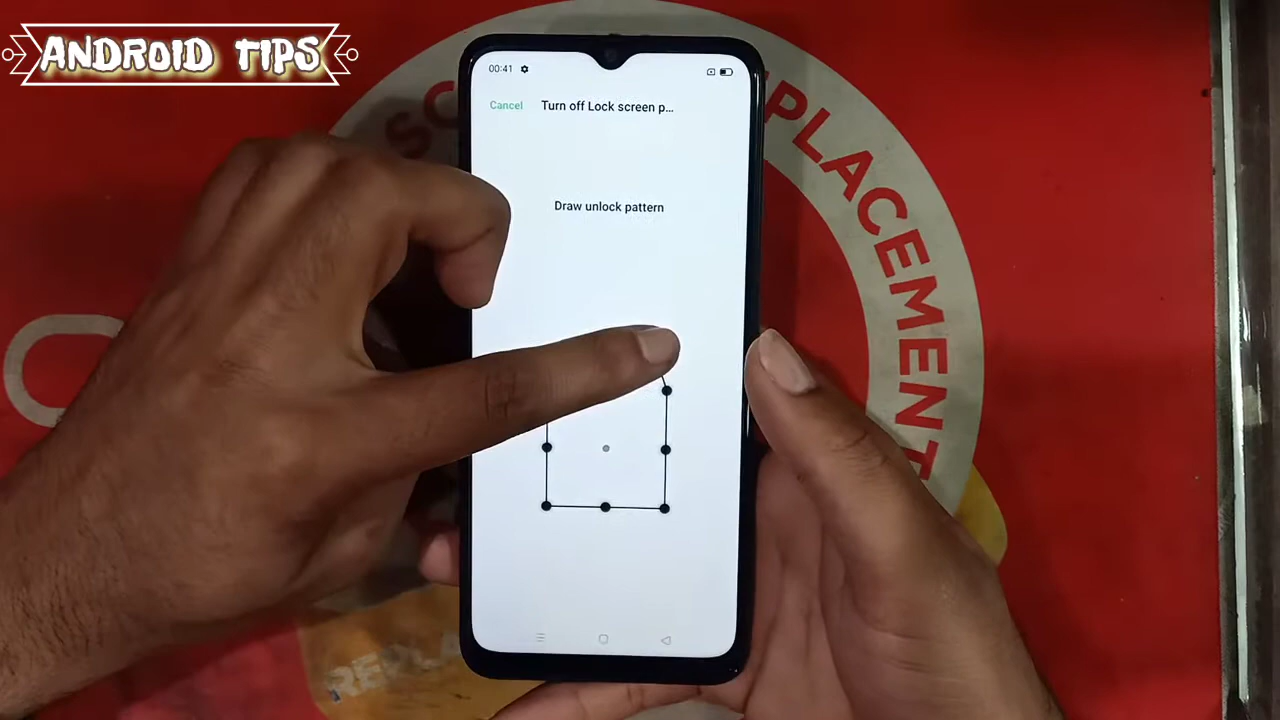 ANDROID TIPS
00:41
Cancel Turn off Lock screen p...
Draw unlock pattern
PLACEMENT